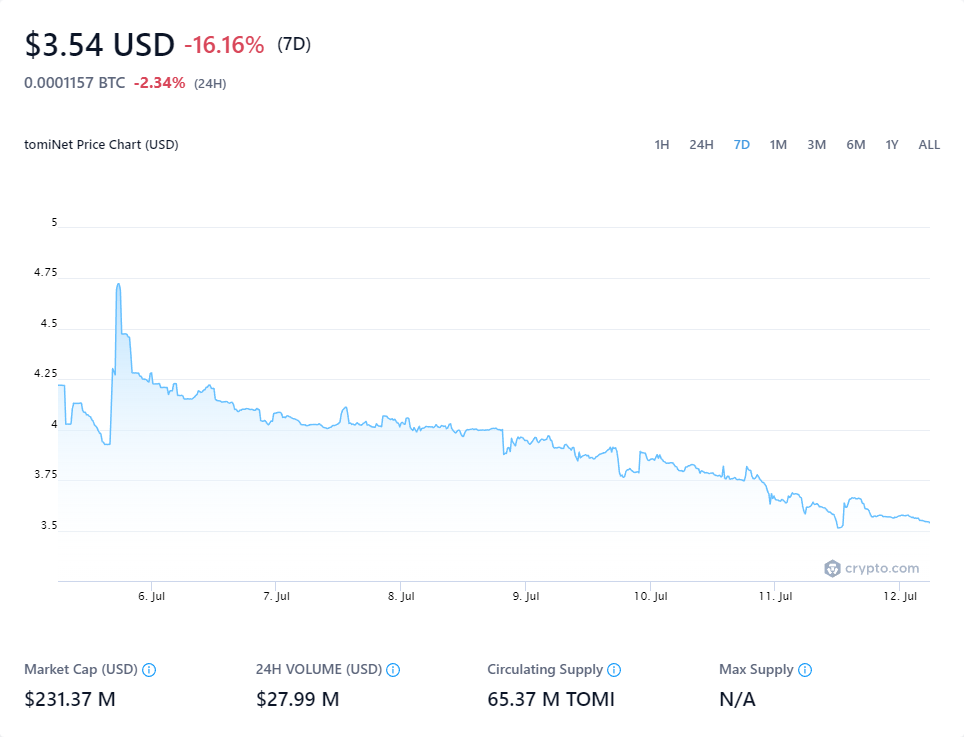 $3.54 USD -16.16% (7D)
0.0001157 BTC -2.34% (24H)
tomiNet Price Chart (USD) 1H 24H 7D 1M 3M 6M 1Y ALL
5
4.75
4.5
4.25
4
3.75
3.5
crypto.com
6. Jul 7. Jul 8. Jul 9. Jul 10. Jul 11. Jul 12. Jul
Market Cap (USD) 24H VOLUME (USD) Circulating Supply Max Supply
$231.37 M $27.99 M 65.37 M TOMI N/A